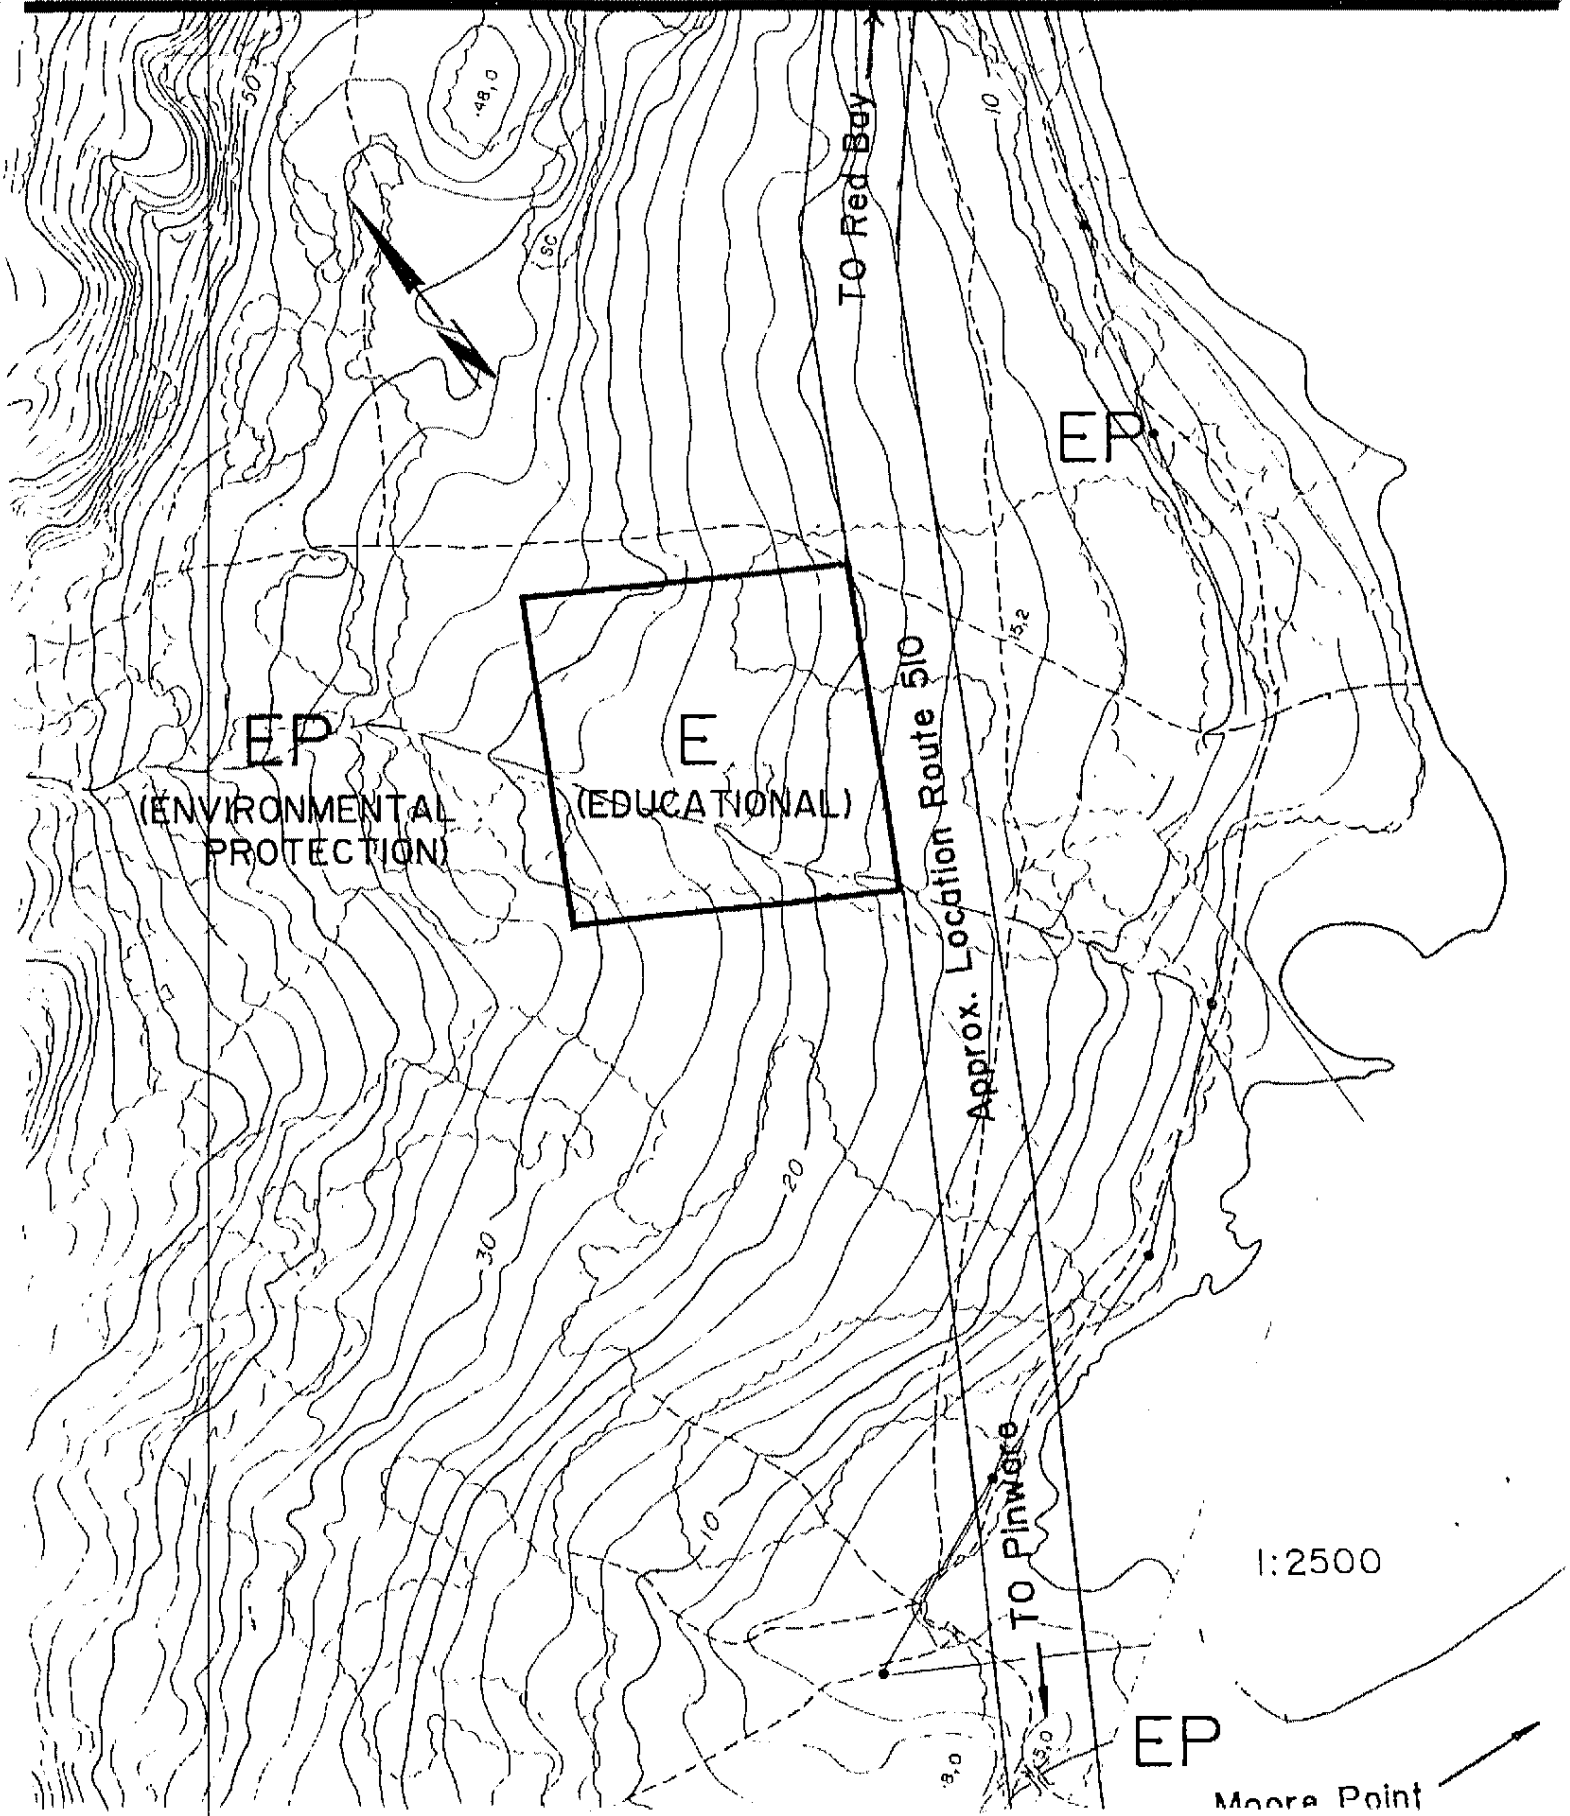 50
.48,0
10
TO Red Bay
SC
EP
15,2
EP
(ENVIRONMENTAL
PROTECTION)
E
(EDUCATIONAL)
Approx. Location Route 510
20
30
10
TO Pinware
1:2500
EP
.8,0
Moore Point